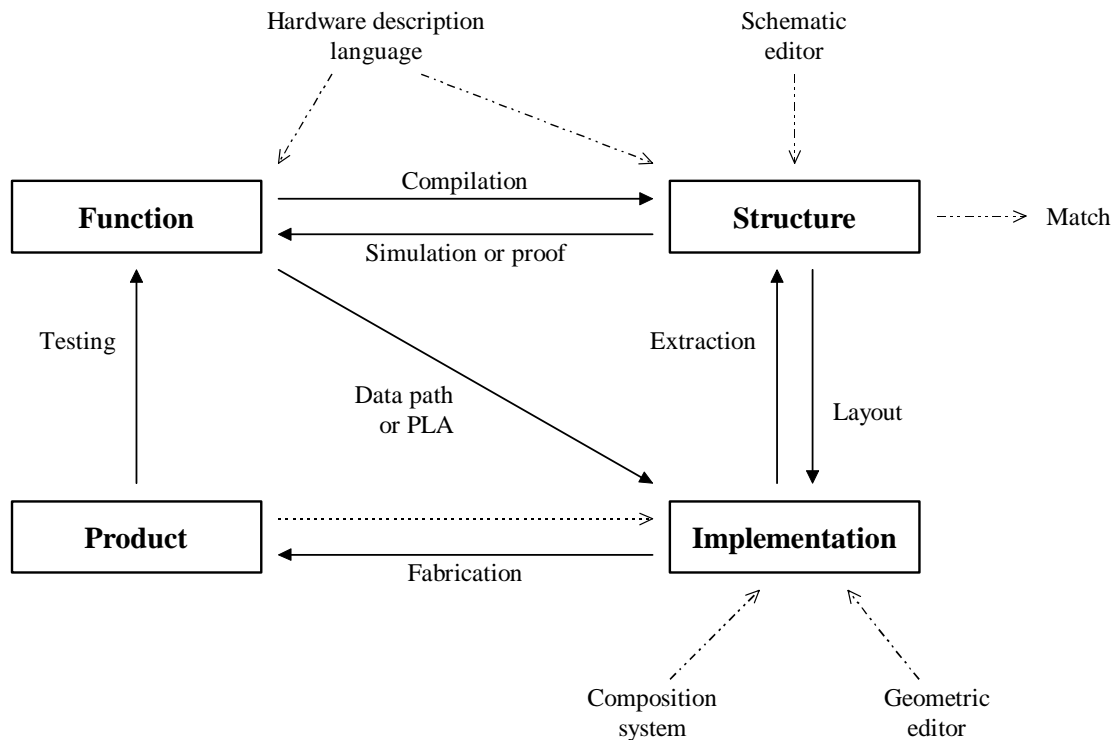 Hardware description
language
Schematic
editor
Compilation
Function
Structure
Match
Simulation or proof
Testing
Extraction
Data path
or PLA
Layout
Product
Implementation
Fabrication
Composition
system
Geometric
editor